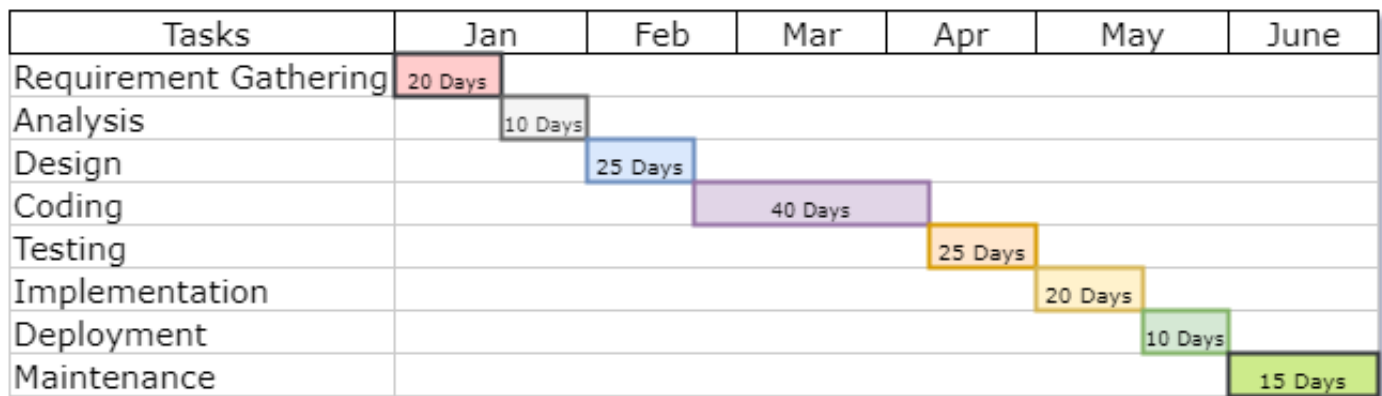 Tasks Jan Feb Mar Apr May June
Requirement Gathering 20 Days
Analysis 10 Days
Design 25 Days
Coding 40 Days
Testing 25 Days
Implementation 20 Days
Deployment 10 Days
Maintenance 15 Days